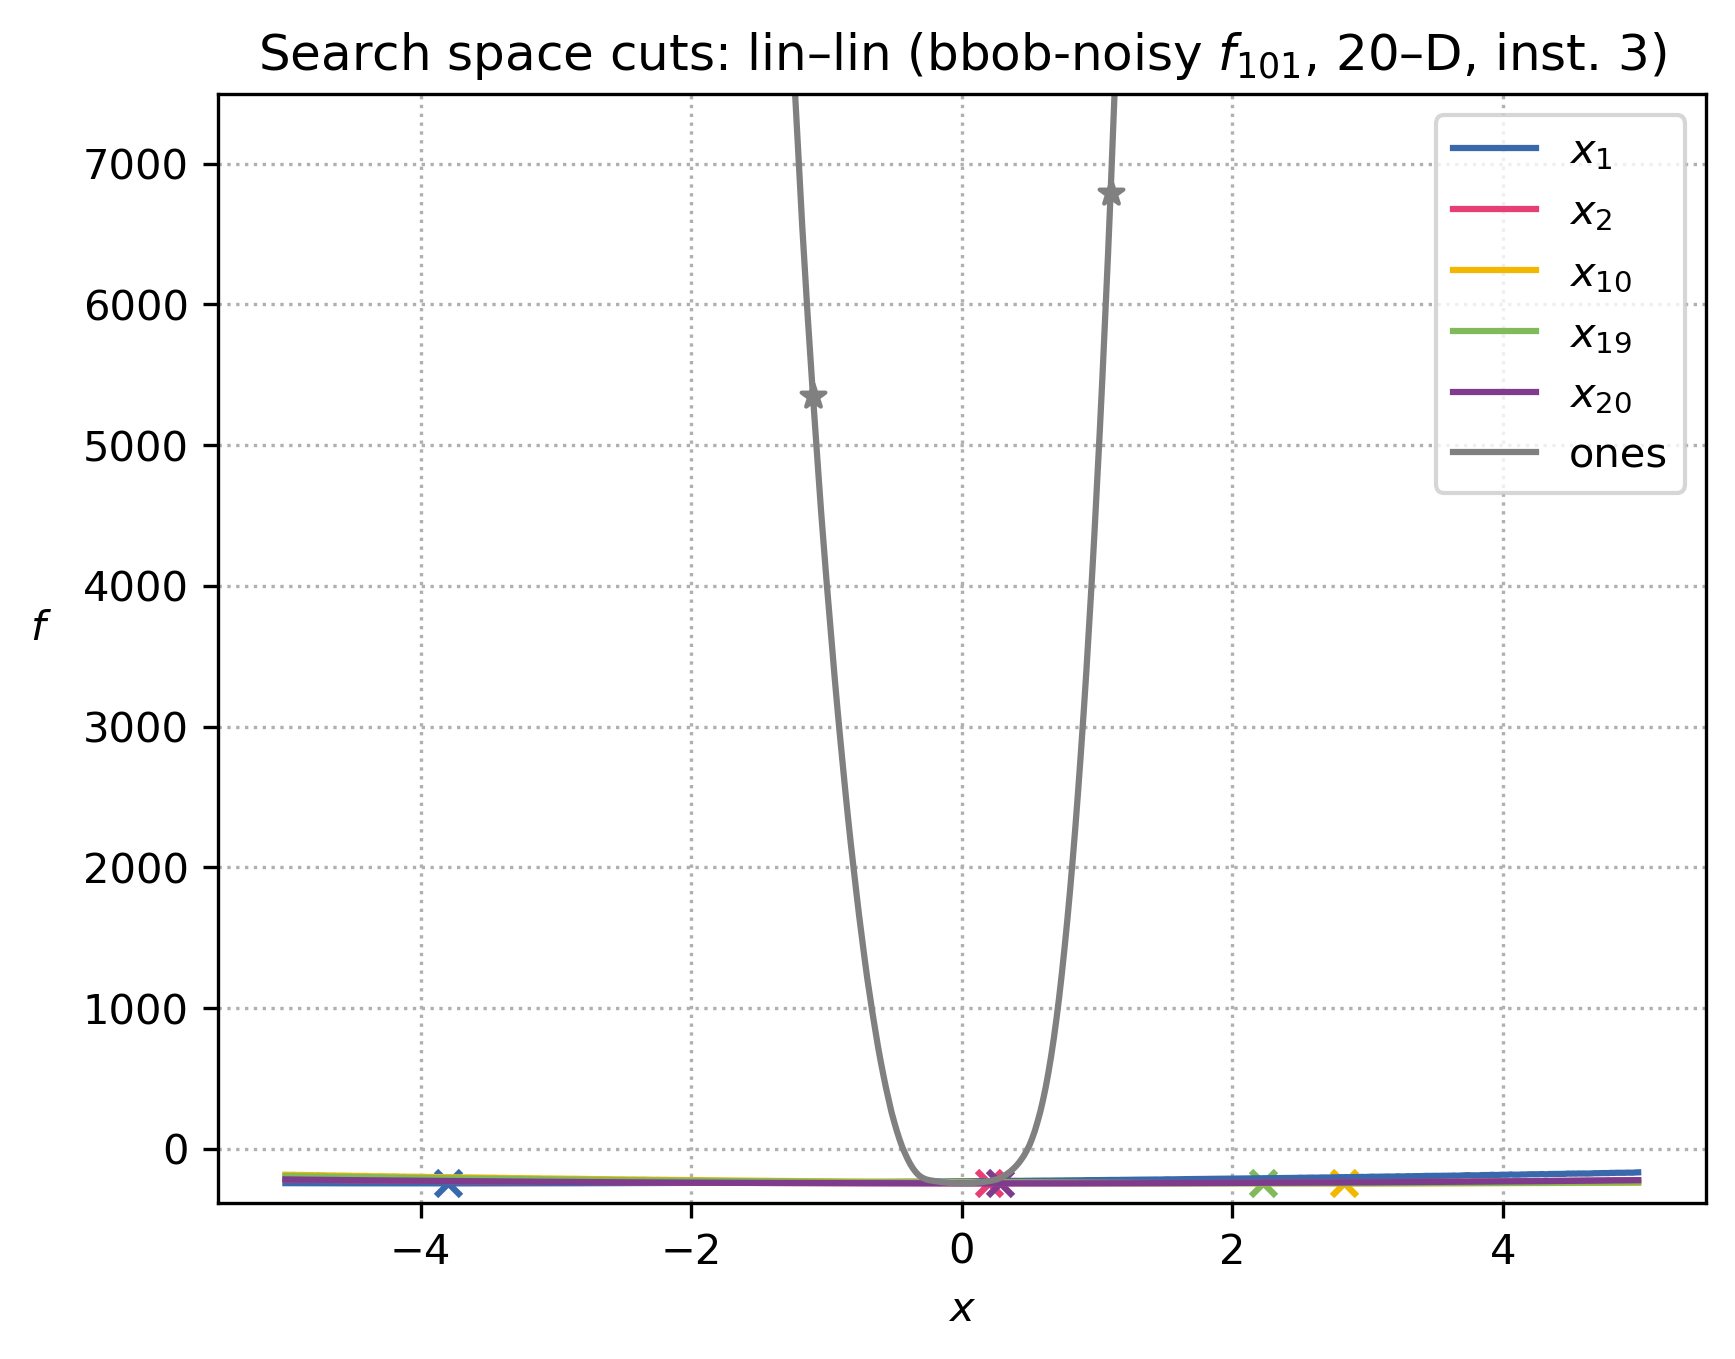 Search space cuts: lin–lin (bbob-noisy f101, 20–D, inst. 3)
7000
6000
5000
4000
3000
2000
1000
0
f
−4
−2
0
2
4
x
x1
x2
x10
x19
x20
ones